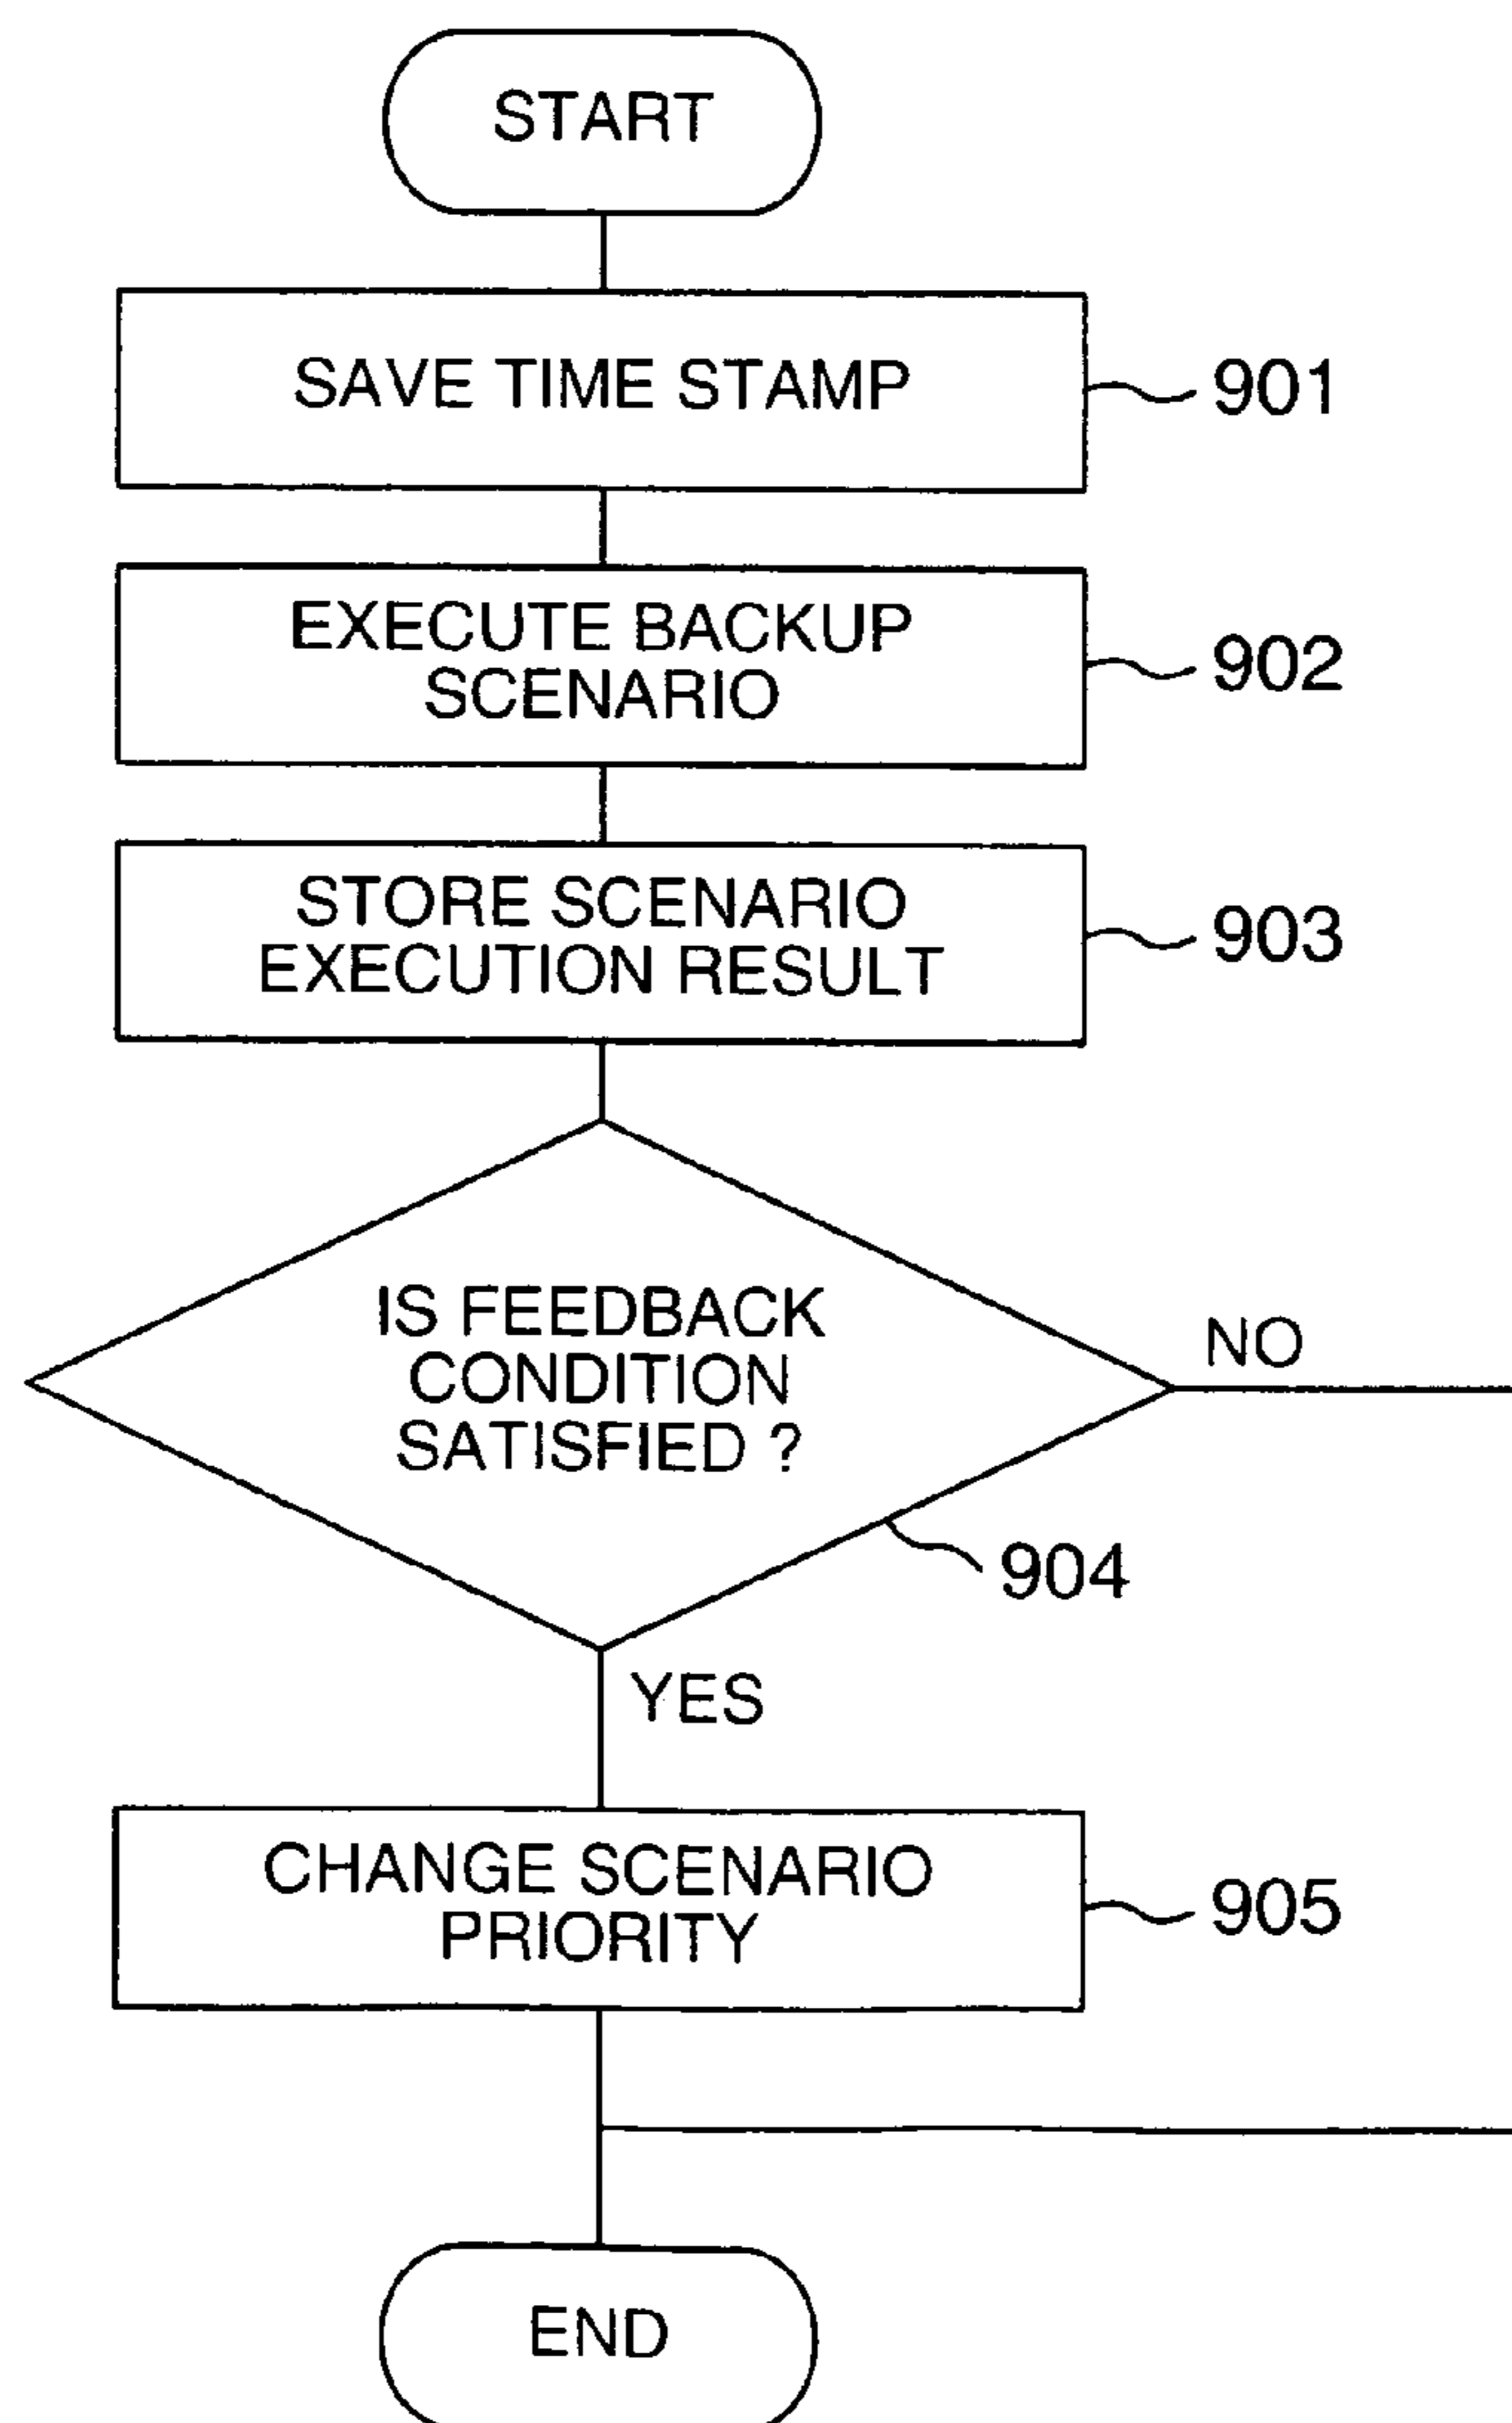 START
SAVE TIME STAMP
901
EXECUTE BACKUP
SCENARIO
902
STORE SCENARIO
EXECUTION RESULT
903
IS FEEDBACK
CONDITION
SATISFIED ?
NO
904
YES
CHANGE SCENARIO
PRIORITY
905
END